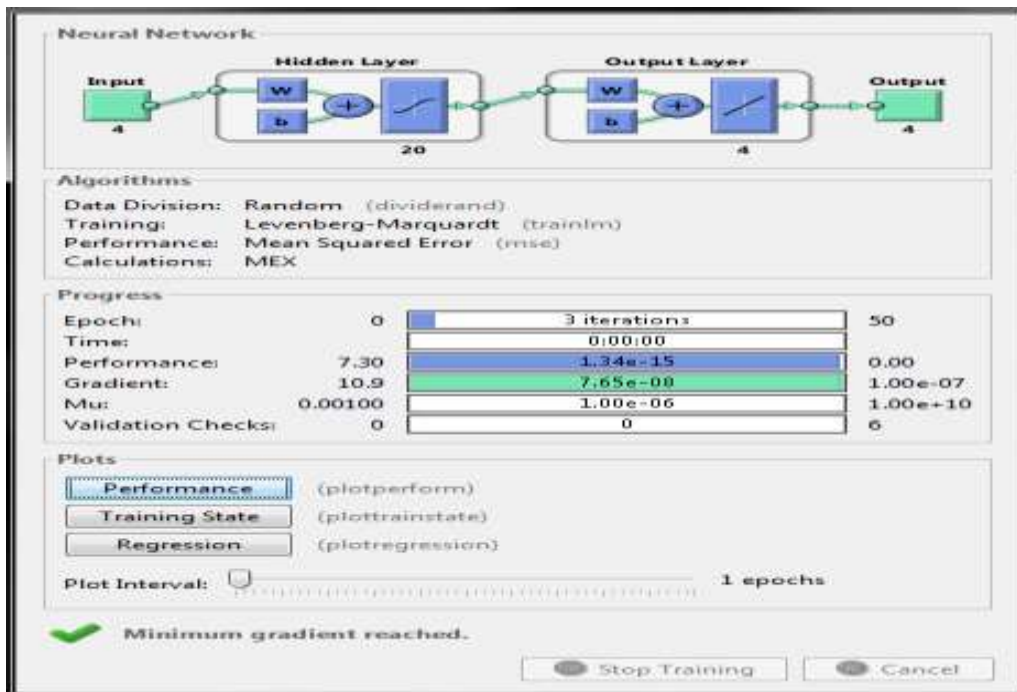 Neural Network
Hidden Layer
Output Layer
Input
Output
W
b
+
W
b
+
4
20
4
4
Algorithms
Data Division: Random (dividerand)
Training: Levenberg-Marquardt (trainlm)
Performance: Mean Squared Error (mse)
Calculations: MEX
Progress
Epoch: 0 3 iterations 50
Time: 0:00:00
Performance: 7.30 1.34e-15 0.00
Gradient: 10.9 7.65e-08 1.00e-07
Mu: 0.00100 1.00e-06 1.00e+10
Validation Checks: 0 0 6
Plots
Performance (plotperform)
Training State (plottrainstate)
Regression (plotregression)
Plot Interval: 1 epochs
Minimum gradient reached.
Stop Training Cancel